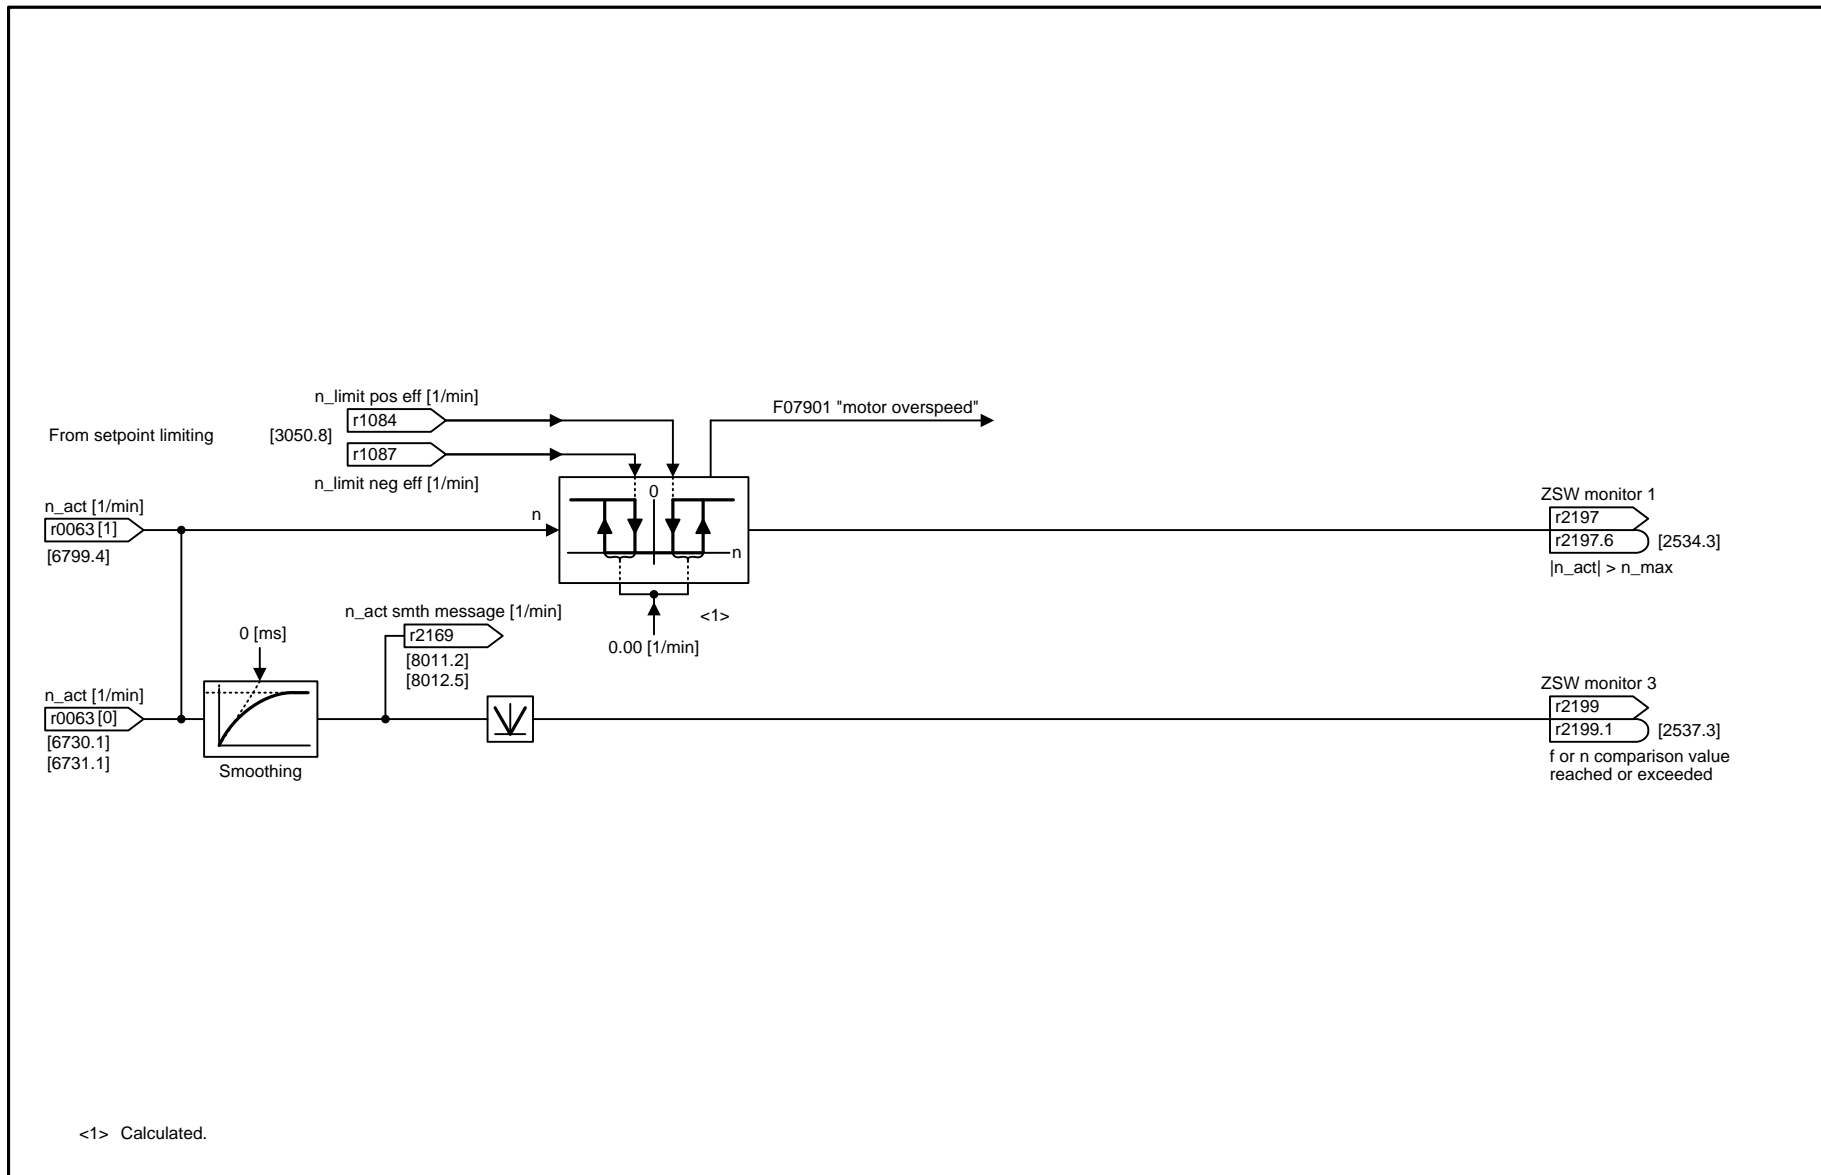 n_limit pos eff [1/min]
r1084
F07901 "motor overspeed"
From setpoint limiting
[3050.8]
r1087
n_limit neg eff [1/min]
n_act [1/min]
r0063 [1]
[6799.4]
n
0
n
ZSW monitor 1
r2197
r2197.6
[2534.3]
|n_act| > n_max
<1>
0.00 [1/min]
n_act smth message [1/min]
r2169
[8011.2]
[8012.5]
0 [ms]
n_act [1/min]
r0063 [0]
[6730.1]
[6731.1]
Smoothing
ZSW monitor 3
r2199
r2199.1
[2537.3]
f or n comparison value
reached or exceeded
<1> Calculated.